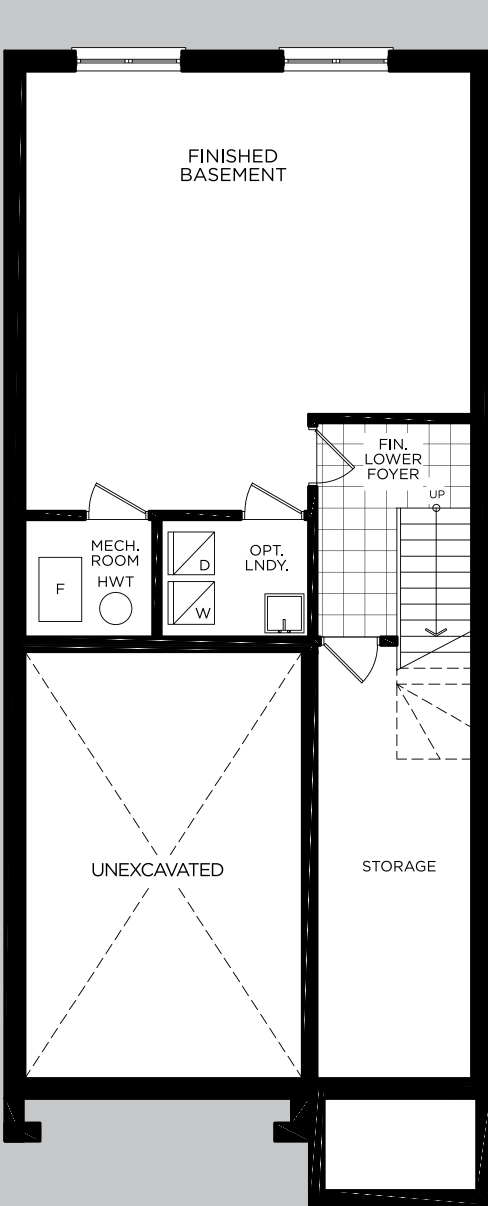 FINISHED
BASEMENT
FIN.
LOWER
FOYER
UP
MECH.
ROOM
HWT
F
D
W
OPT.
LNDY.
UNEXCAVATED
STORAGE